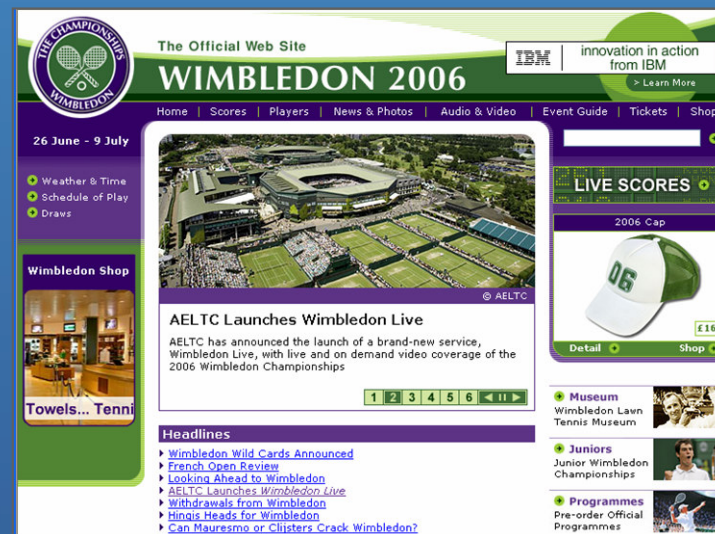 THE CHAMPIONSHIPS
WIMBLEDON
The Official Web Site
WIMBLEDON 2006
IBM
innovation in action
from IBM
> Learn More
Home | Scores | Players | News & Photos | Audio & Video | Event Guide | Tickets | Shop
26 June - 9 July
Weather & Time
Schedule of Play
Draws
Wimbledon Shop
Towels... Tenni
© AELTC
AELTC Launches Wimbledon Live
AELTC has announced the launch of a brand-new service,
Wimbledon Live, with live and on demand video coverage of the
2006 Wimbledon Championships
1 2 3 4 5 6
Headlines
Wimbledon Wild Cards Announced
French Open Review
Looking Ahead to Wimbledon
AELTC Launches Wimbledon Live
Withdrawals from Wimbledon
Hingis Heads for Wimbledon
Can Mauresmo or Clijsters Crack Wimbledon?
LIVE SCORES
2006 Cap
06
£16
Detail
Shop
Museum
Wimbledon Lawn
Tennis Museum
Juniors
Junior Wimbledon
Championships
Programmes
Pre-order Official
Programmes